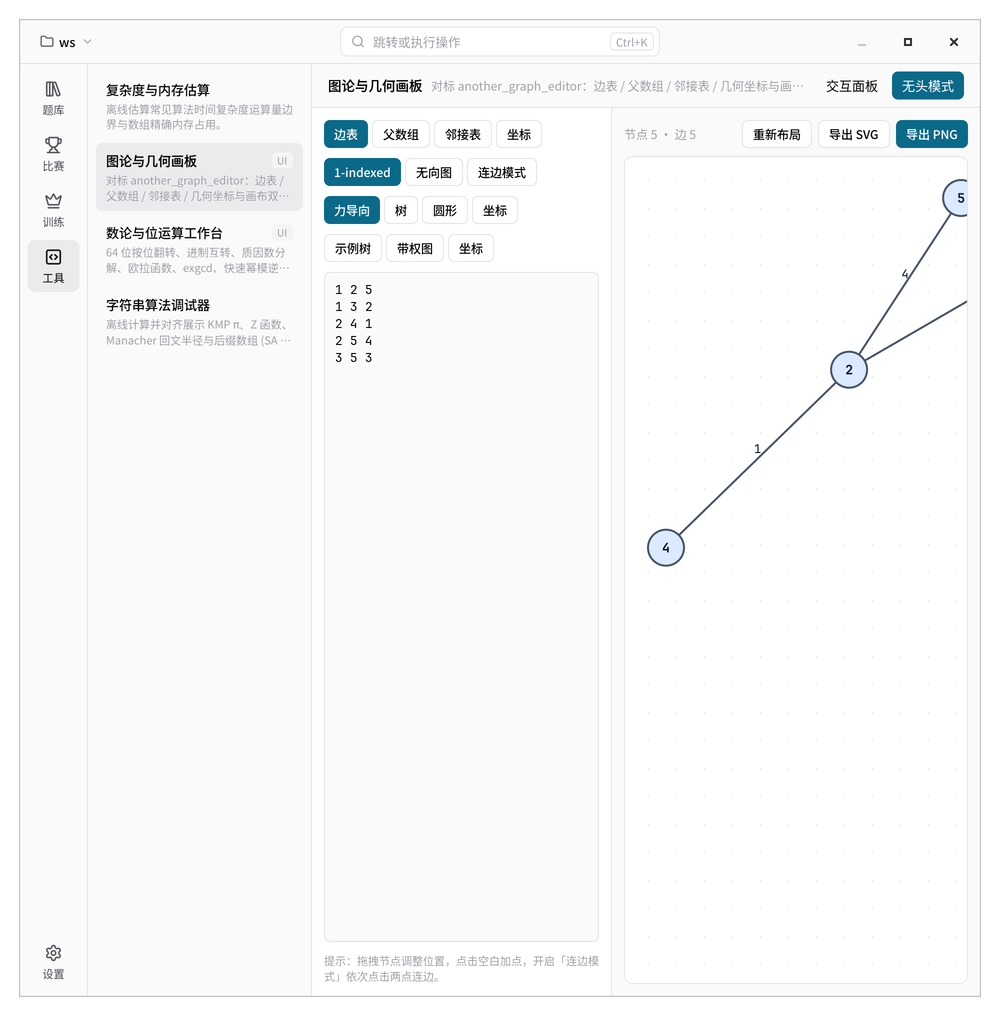 ws
跳转或执行操作
Ctrl+K
题库
比赛
训练
工具
设置
复杂度与内存估算
离线估算常见算法时间复杂度运算量边
界与数组精确内存占用。
图论与几何画板
UI
对标 another_graph_editor：边表 /
父数组 / 邻接表 / 几何坐标与画布双…
数论与位运算工作台
UI
64 位按位翻转、进制互转、质因数分
解、欧拉函数、exgcd、快速幂模逆…
字符串算法调试器
离线计算并对齐展示 KMP π、Z 函数、
Manacher 回文半径与后缀数组 (SA …
图论与几何画板
对标 another_graph_editor：边表 / 父数组 / 邻接表 / 几何坐标与画…
交互面板
无头模式
边表
父数组
邻接表
坐标
1-indexed
无向图
连边模式
力导向
树
圆形
坐标
示例树
带权图
坐标
1 2 5
1 3 2
2 4 1
2 5 4
3 5 3
提示：拖拽节点调整位置，点击空白加点，开启「连边模
式」依次点击两点连边。
节点 5 · 边 5
重新布局
导出 SVG
导出 PNG
5
4
2
1
4